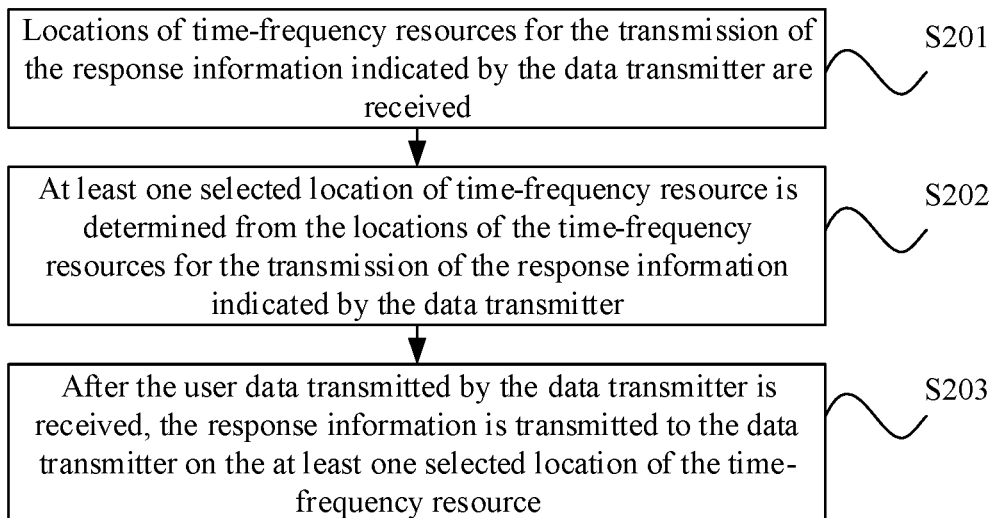 Locations of time-frequency resources for the transmission of
the response information indicated by the data transmitter are
received
S201
At least one selected location of time-frequency resource is
determined from the locations of the time-frequency
resources for the transmission of the response information
indicated by the data transmitter
S202
After the user data transmitted by the data transmitter is
received, the response information is transmitted to the data
transmitter on the at least one selected location of the time-
frequency resource
S203